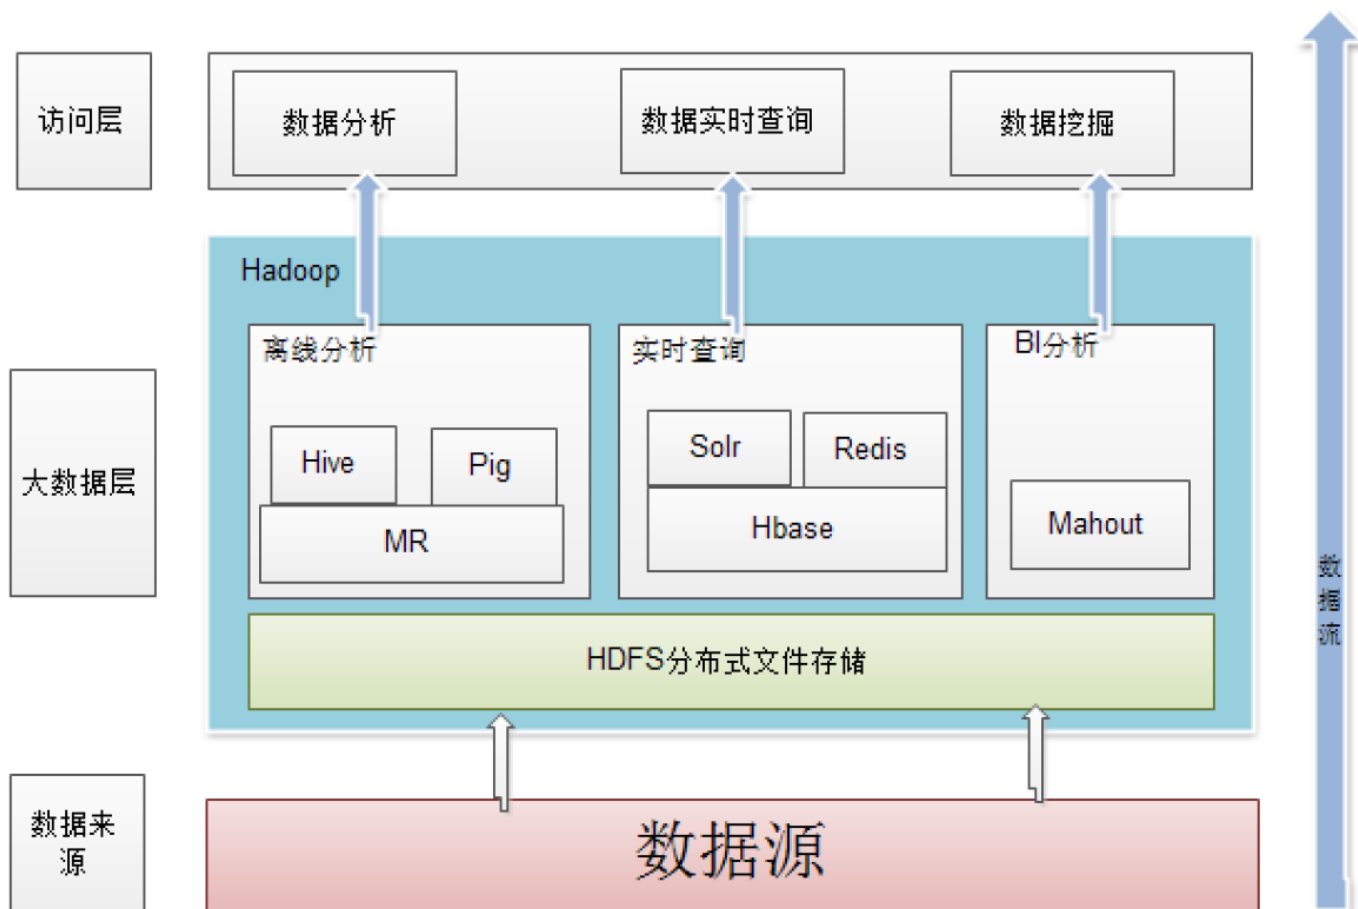 访问层
数据分析
数据实时查询
数据挖掘
Hadoop
离线分析
实时查询
BI分析
Hive
Pig
MR
Solr
Redis
Hbase
Mahout
大数据层
HDFS分布式文件存储
数据来
源
数据源
数
据
流